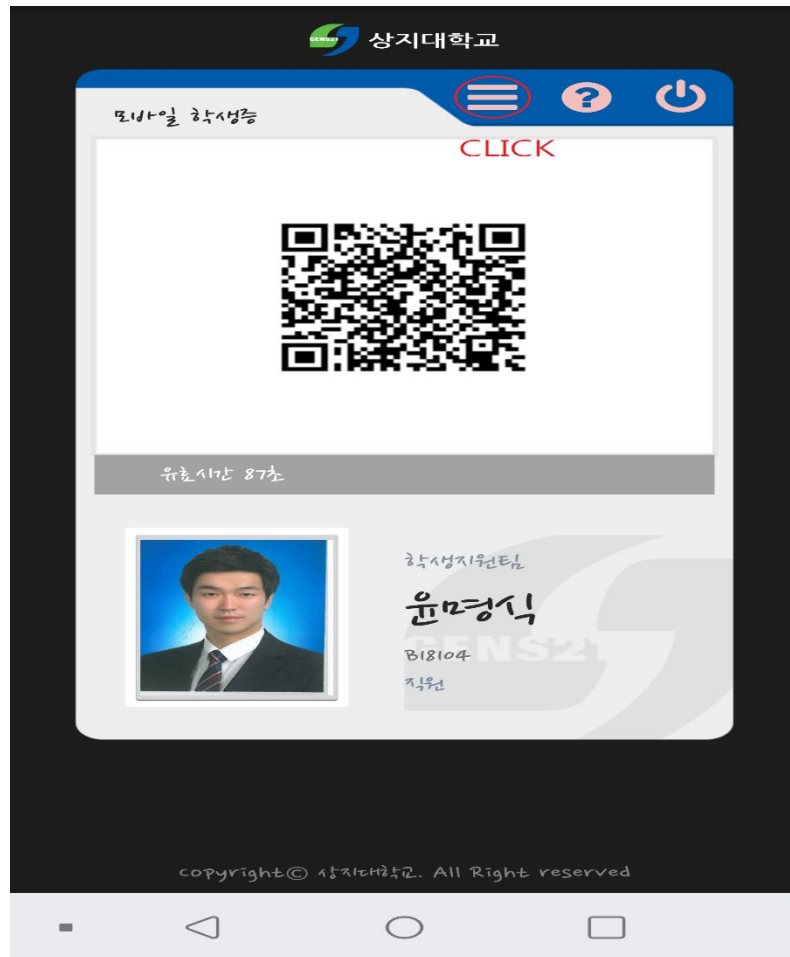 GENS21 상지대학교
모바일 학생증
?
CLICK
유효시간 87초
학생지원팀
윤명식
GENS21
B18104
직원
copyright© 상지대학교. All Right reserved